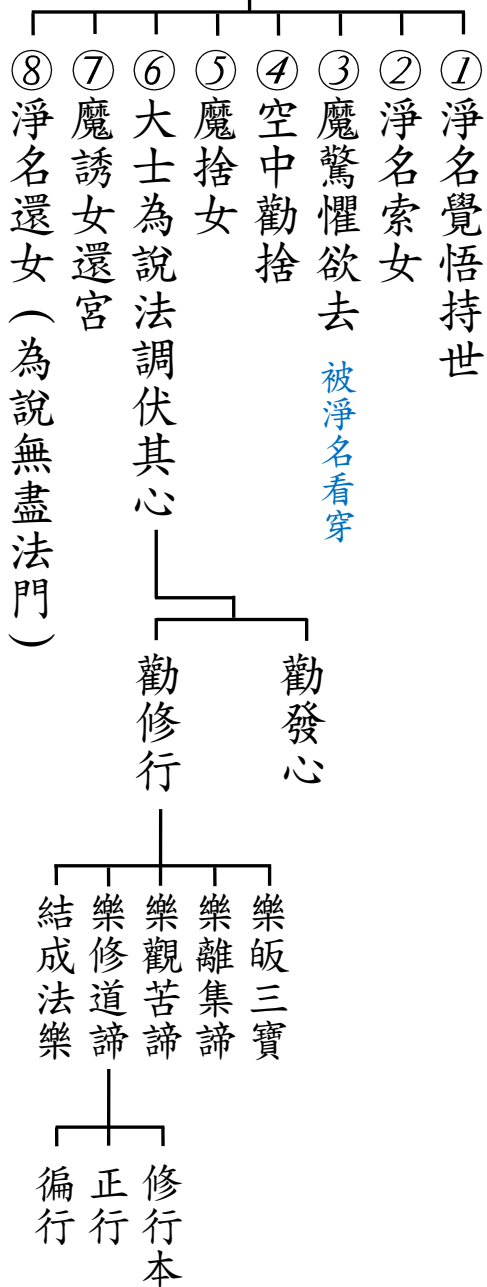 ①淨名覺悟持世
②淨名索女
③魔驚懼欲去 被淨名看穿
④空中勸捨
⑤魔捨女
⑥大士為說法調伏其心
⑦魔誘女還宮
⑧淨名還女（為說無盡法門）
勸發心
勸修行
樂皈三寶
樂離集諦
樂觀苦諦
樂修道諦
結成法樂
修行本
正行
徧行